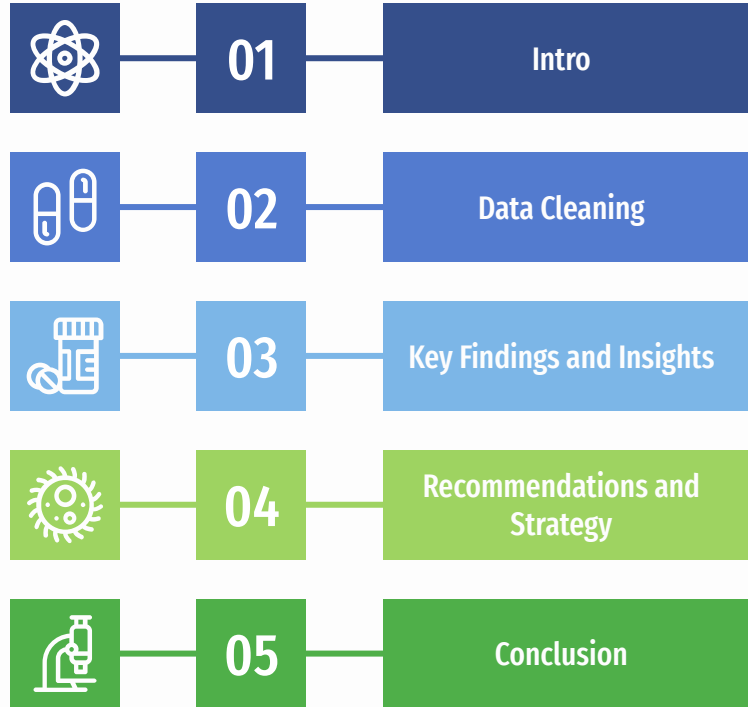 01
Intro
02
Data Cleaning
03
Key Findings and Insights
04
Recommendations and
Strategy
05
Conclusion